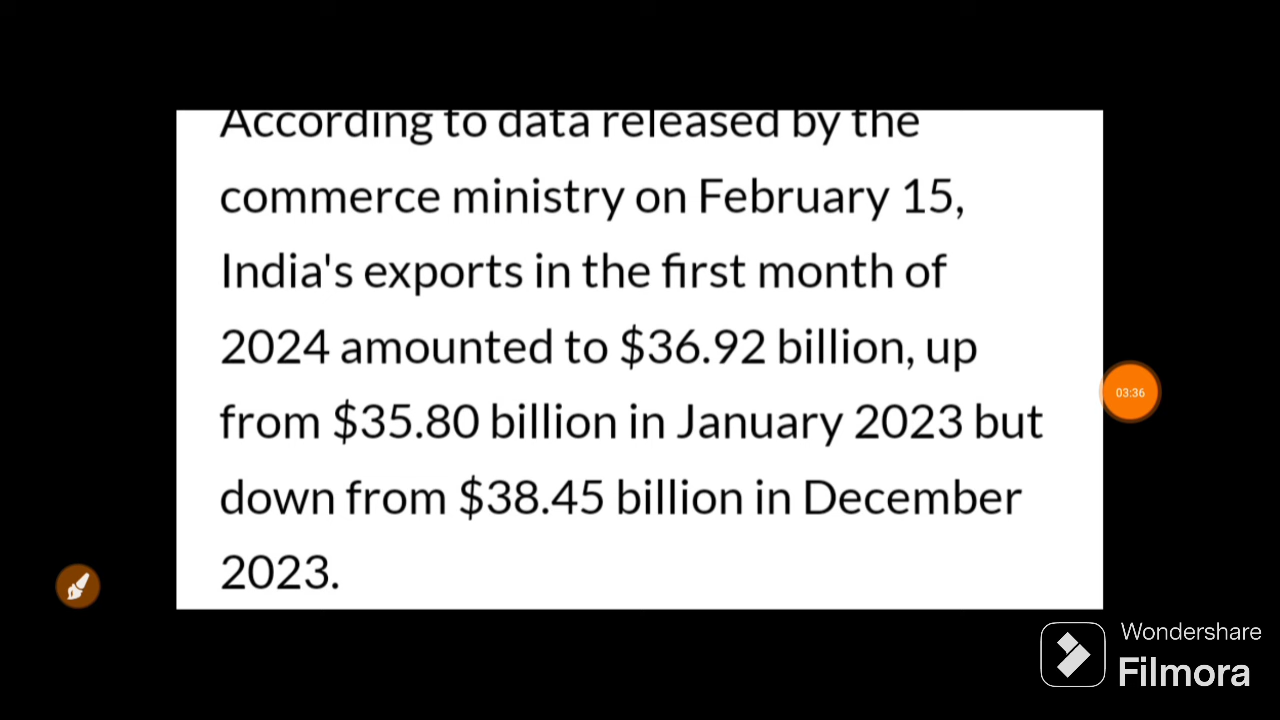 According to data released by the
commerce ministry on February 15,
India's exports in the first month of
2024 amounted to $36.92 billion, up
from $35.80 billion in January 2023 but
down from $38.45 billion in December
2023.
03:36
Wondershare
Filmora